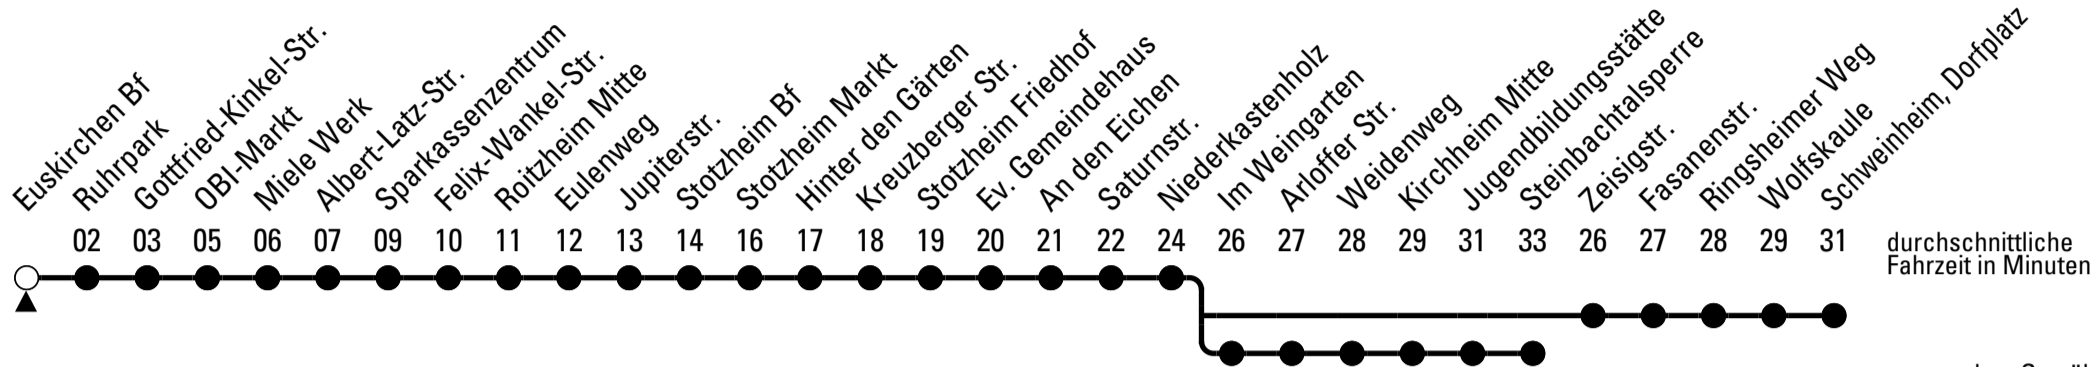 Euskirchen Bf
Ruhrpark
Gottfried-Kinkel-Str.
OBI-Markt
Miele Werk
Albert-Latz-Str.
Sparkassenzentrum
Felix-Wankel-Str.
Roitzheim Mitte
Eulenweg
Jupiterstr.
Stotzheim Bf
Stotzheim Markt
Hinter den Gärten
Kreuzberger Str.
Stotzheim Friedhof
Ev. Gemeindehaus
An den Eichen
Saturnstr.
Niederkastenholz
Im Weingarten
Arloffer Str.
Weidenweg
Kirchheim Mitte
Jugendbildungsstätte
Steinbachtalsperre
Zeisigstr.
Fasanenstr.
Ringsheimer Weg
Wolfskaule
Schweinheim, Dorfplatz
02 03 05 06 07 09 10 11 12 13 14 16 17 18 19 20 21 22 24 26 27 28 29 31 33 26 27 28 29 31
durchschnittliche
Fahrzeit in Minuten